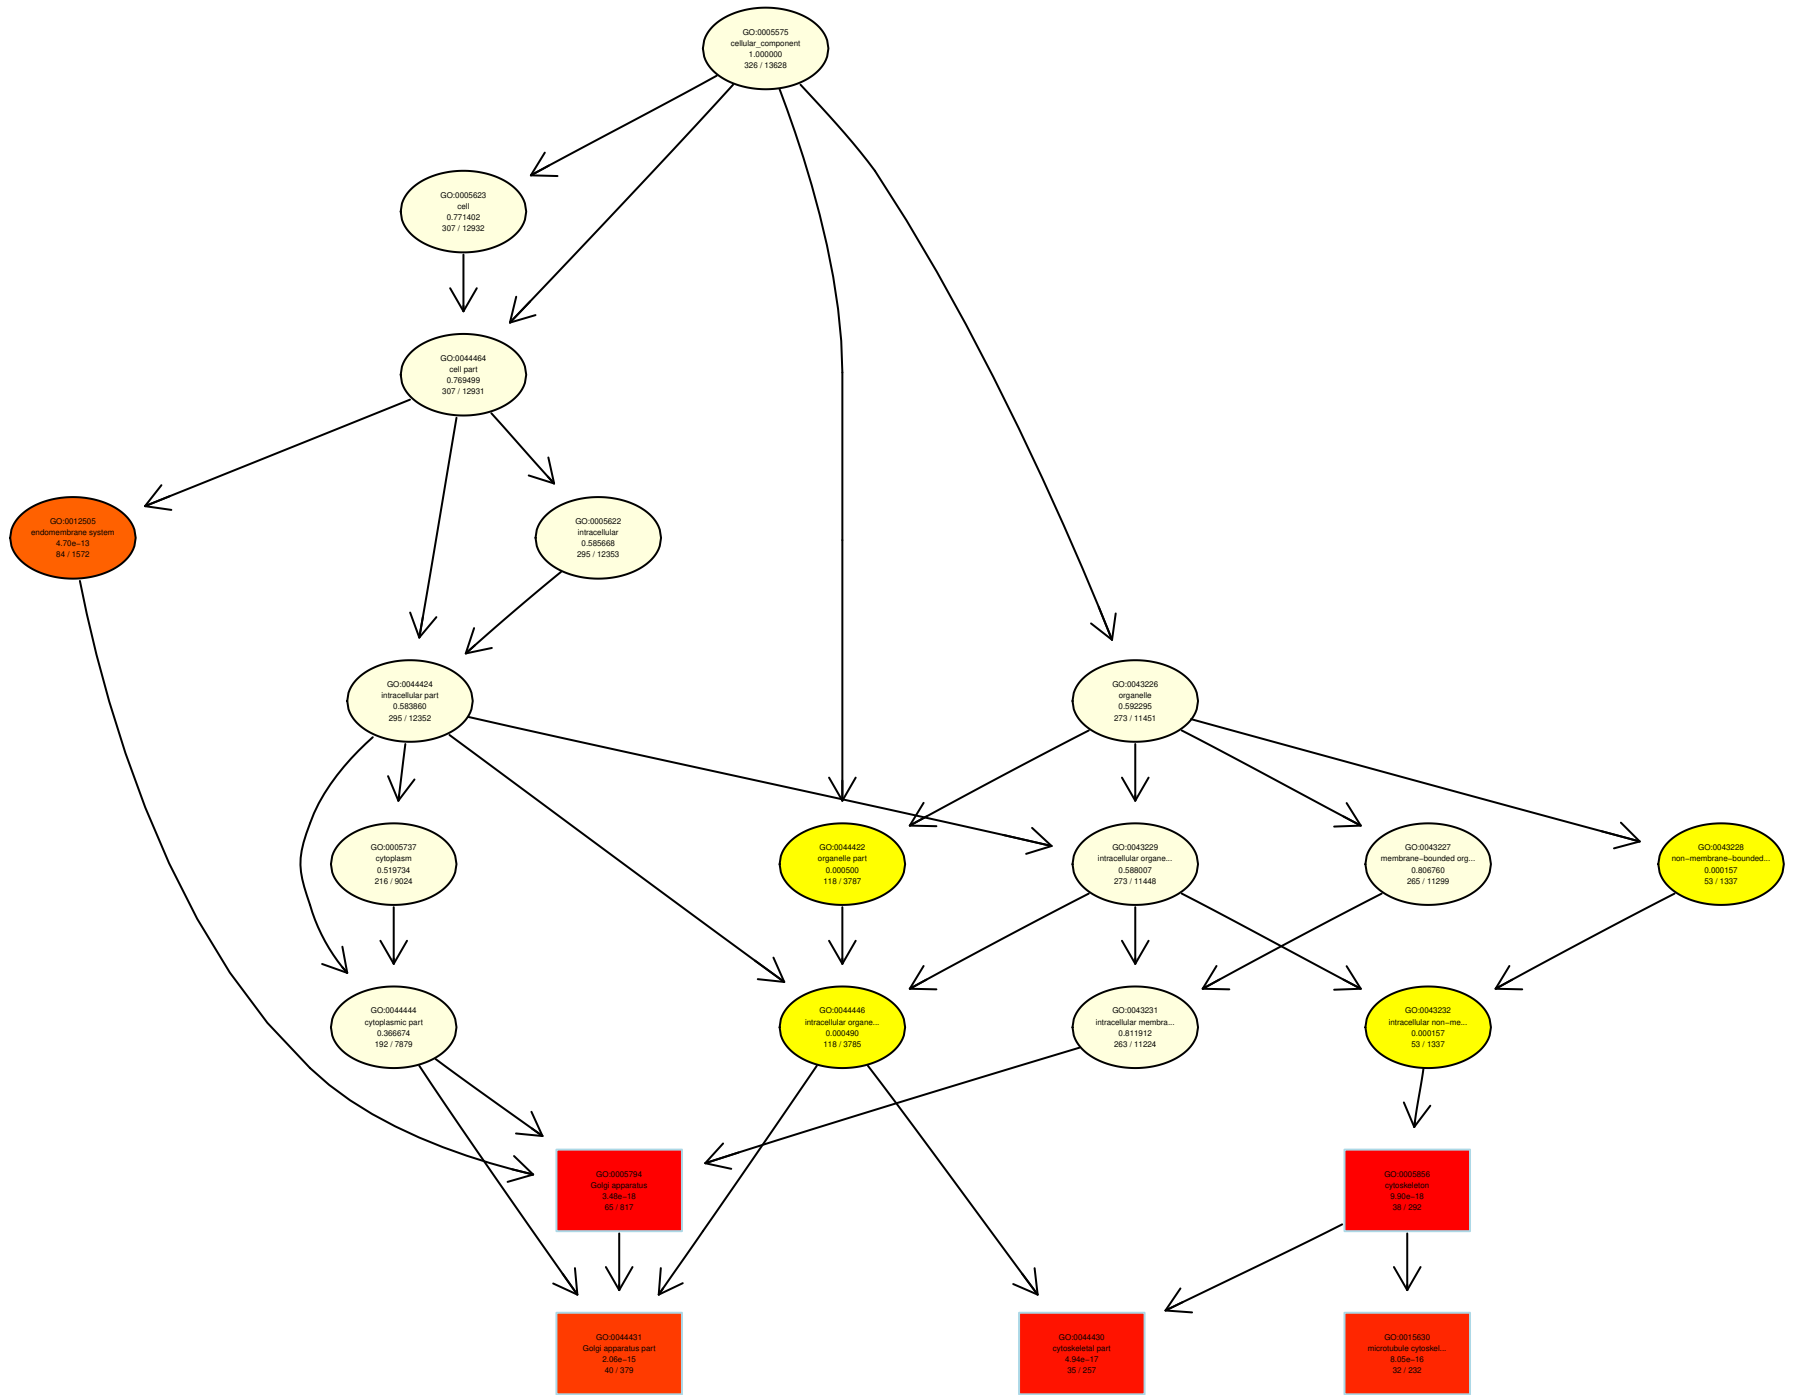 GO:0005575
cellular_component
1.000000
326 / 13628
GO:0005623
cell
0.771402
307 / 12932
GO:0044464
cell part
0.769499
307 / 12931
GO:0012505
endomembrane system
4.70e−13
84 / 1572
GO:0005622
intracellular
0.585668
295 / 12353
GO:0044424
intracellular part
0.583860
295 / 12352
GO:0043226
organelle
0.592295
273 / 11451
GO:0005737
cytoplasm
0.519734
216 / 9024
GO:0044422
organelle part
0.000500
118 / 3787
GO:0043229
intracellular organe...
0.588007
273 / 11448
GO:0043227
membrane−bounded org...
0.806760
265 / 11299
GO:0043228
non−membrane−bounded...
0.000157
53 / 1337
GO:0044444
cytoplasmic part
0.366674
192 / 7879
GO:0044446
intracellular organe...
0.000490
118 / 3785
GO:0043231
intracellular membra...
0.811912
263 / 11224
GO:0043232
intracellular non−me...
0.000157
53 / 1337
GO:0005794
Golgi apparatus
3.48e−18
65 / 817
GO:0005856
cytoskeleton
9.90e−18
38 / 292
GO:0044431
Golgi apparatus part
2.06e−15
40 / 379
GO:0044430
cytoskeletal part
4.94e−17
35 / 257
GO:0015630
microtubule cytoskel...
8.05e−16
32 / 232